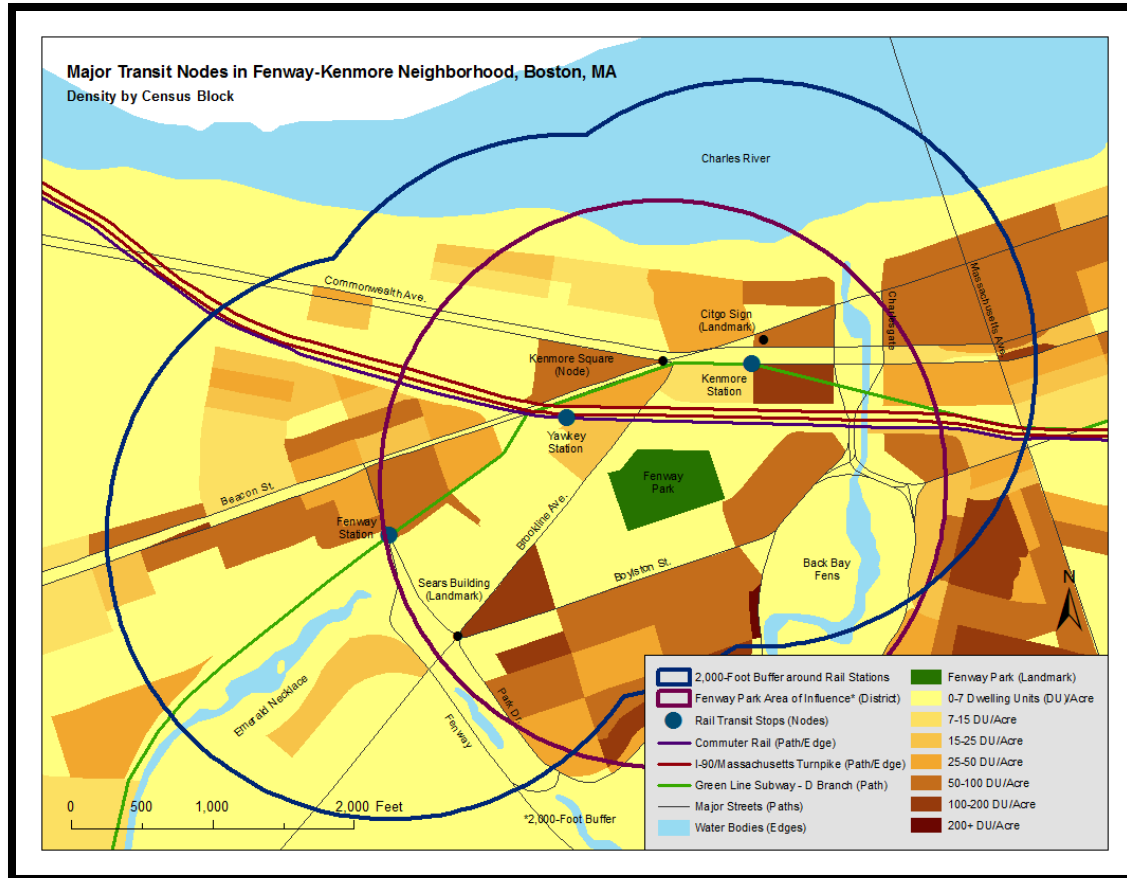 Major Transit Nodes in Fenway-Kenmore Neighborhood, Boston, MA
Density by Census Block
Charles River
Commonwealth Ave.
Massachusetts Ave.
Charlesgate
Citgo Sign
(Landmark)
Kenmore Square
(Node)
Kenmore
Station
Yawkey
Station
Fenway
Park
Beacon St.
Brookline Ave.
Fenway
Station
Boylston St.
Back Bay
Fens
Sears Building
(Landmark)
N
Emerald Necklace
Park Dr.
Fenway
0 500 1,000 2,000 Feet
*2,000-Foot Buffer
2,000-Foot Buffer around Rail Stations
Fenway Park Area of Influence* (District)
Rail Transit Stops (Nodes)
Commuter Rail (Path/Edge)
I-90/Massachusetts Turnpike (Path/Edge)
Green Line Subway - D Branch (Path)
Major Streets (Paths)
Water Bodies (Edges)
Fenway Park (Landmark)
0-7 Dwelling Units (DU)/Acre
7-15 DU/Acre
15-25 DU/Acre
25-50 DU/Acre
50-100 DU/Acre
100-200 DU/Acre
200+ DU/Acre